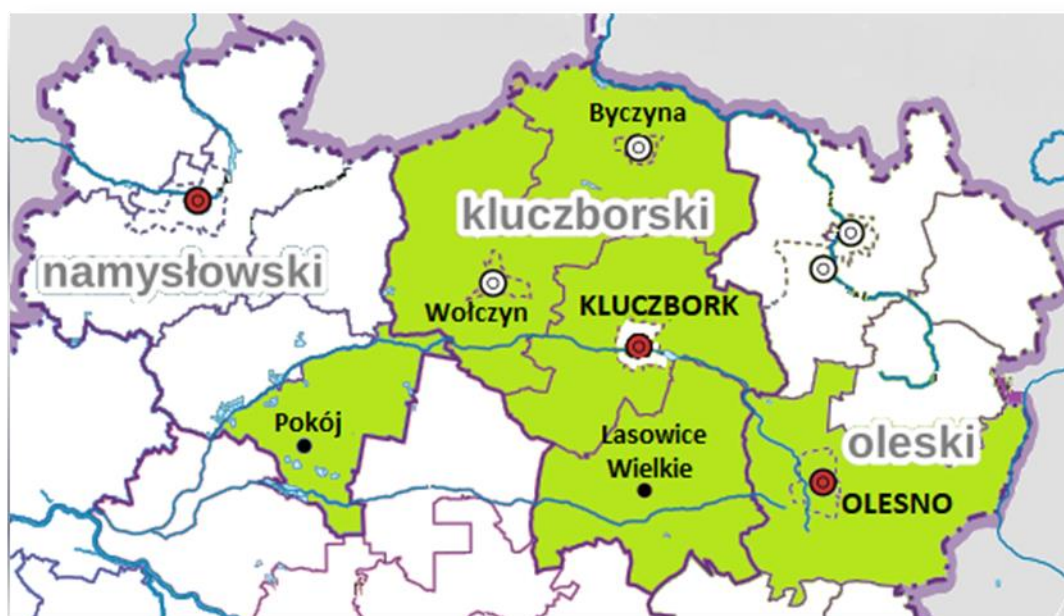 Byczyna
kluczborski
namysłowski
Wołczyn
KLUCZBORK
Pokój
Lasowice
Wielkie
oleski
OLESNO